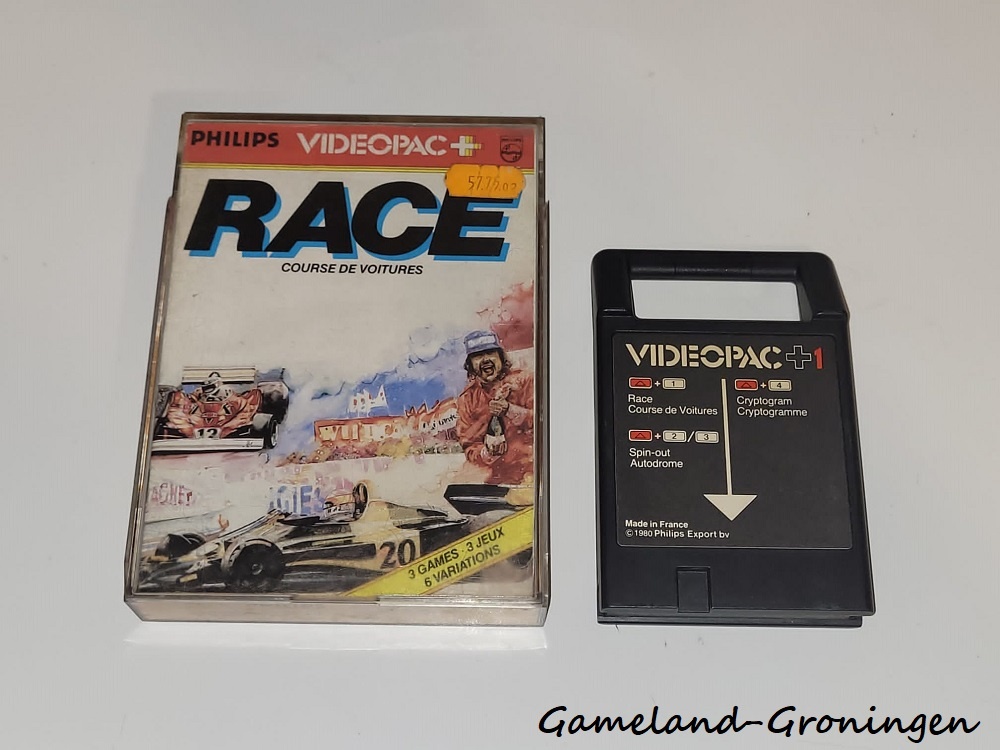 PHILIPS VIDEOPAC+
RACE
COURSE DE VOITURES
12
20
3 GAMES · 3 JEUX
6 VARIATIONS
VIDEOPAC +1
+ 1
Race
Course de Voitures
+ 4
Cryptogram
Cryptogramme
+ 2 / 3
Spin-out
Autodrome
Made in France
© 1980 Philips Export bv
Gameland-Groningen